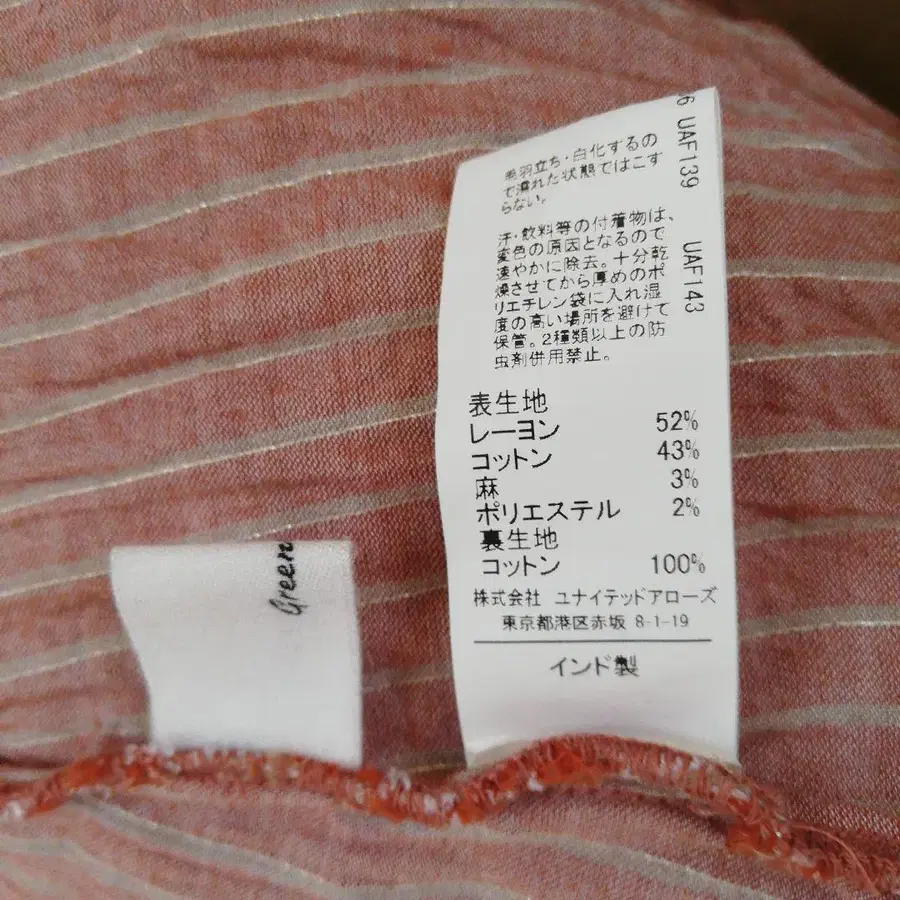 毛羽立ち・白化するの
で濡れた状態ではこす
らない。
汗・飲料等の付着物は、
変色の原因となるので
速やかに除去。十分乾
燥させてから厚めのポ
リエチレン袋に入れ湿
度の高い場所を避けて
保管。2種類以上の防
虫剤併用禁止。
表生地
レーヨン 52%
コットン 43%
麻 3%
ポリエステル 2%
裏生地
コットン 100%
株式会社 ユナイテッドアローズ
東京都港区赤坂 8-1-19
インド製
6 UAF139 UAF143
Green